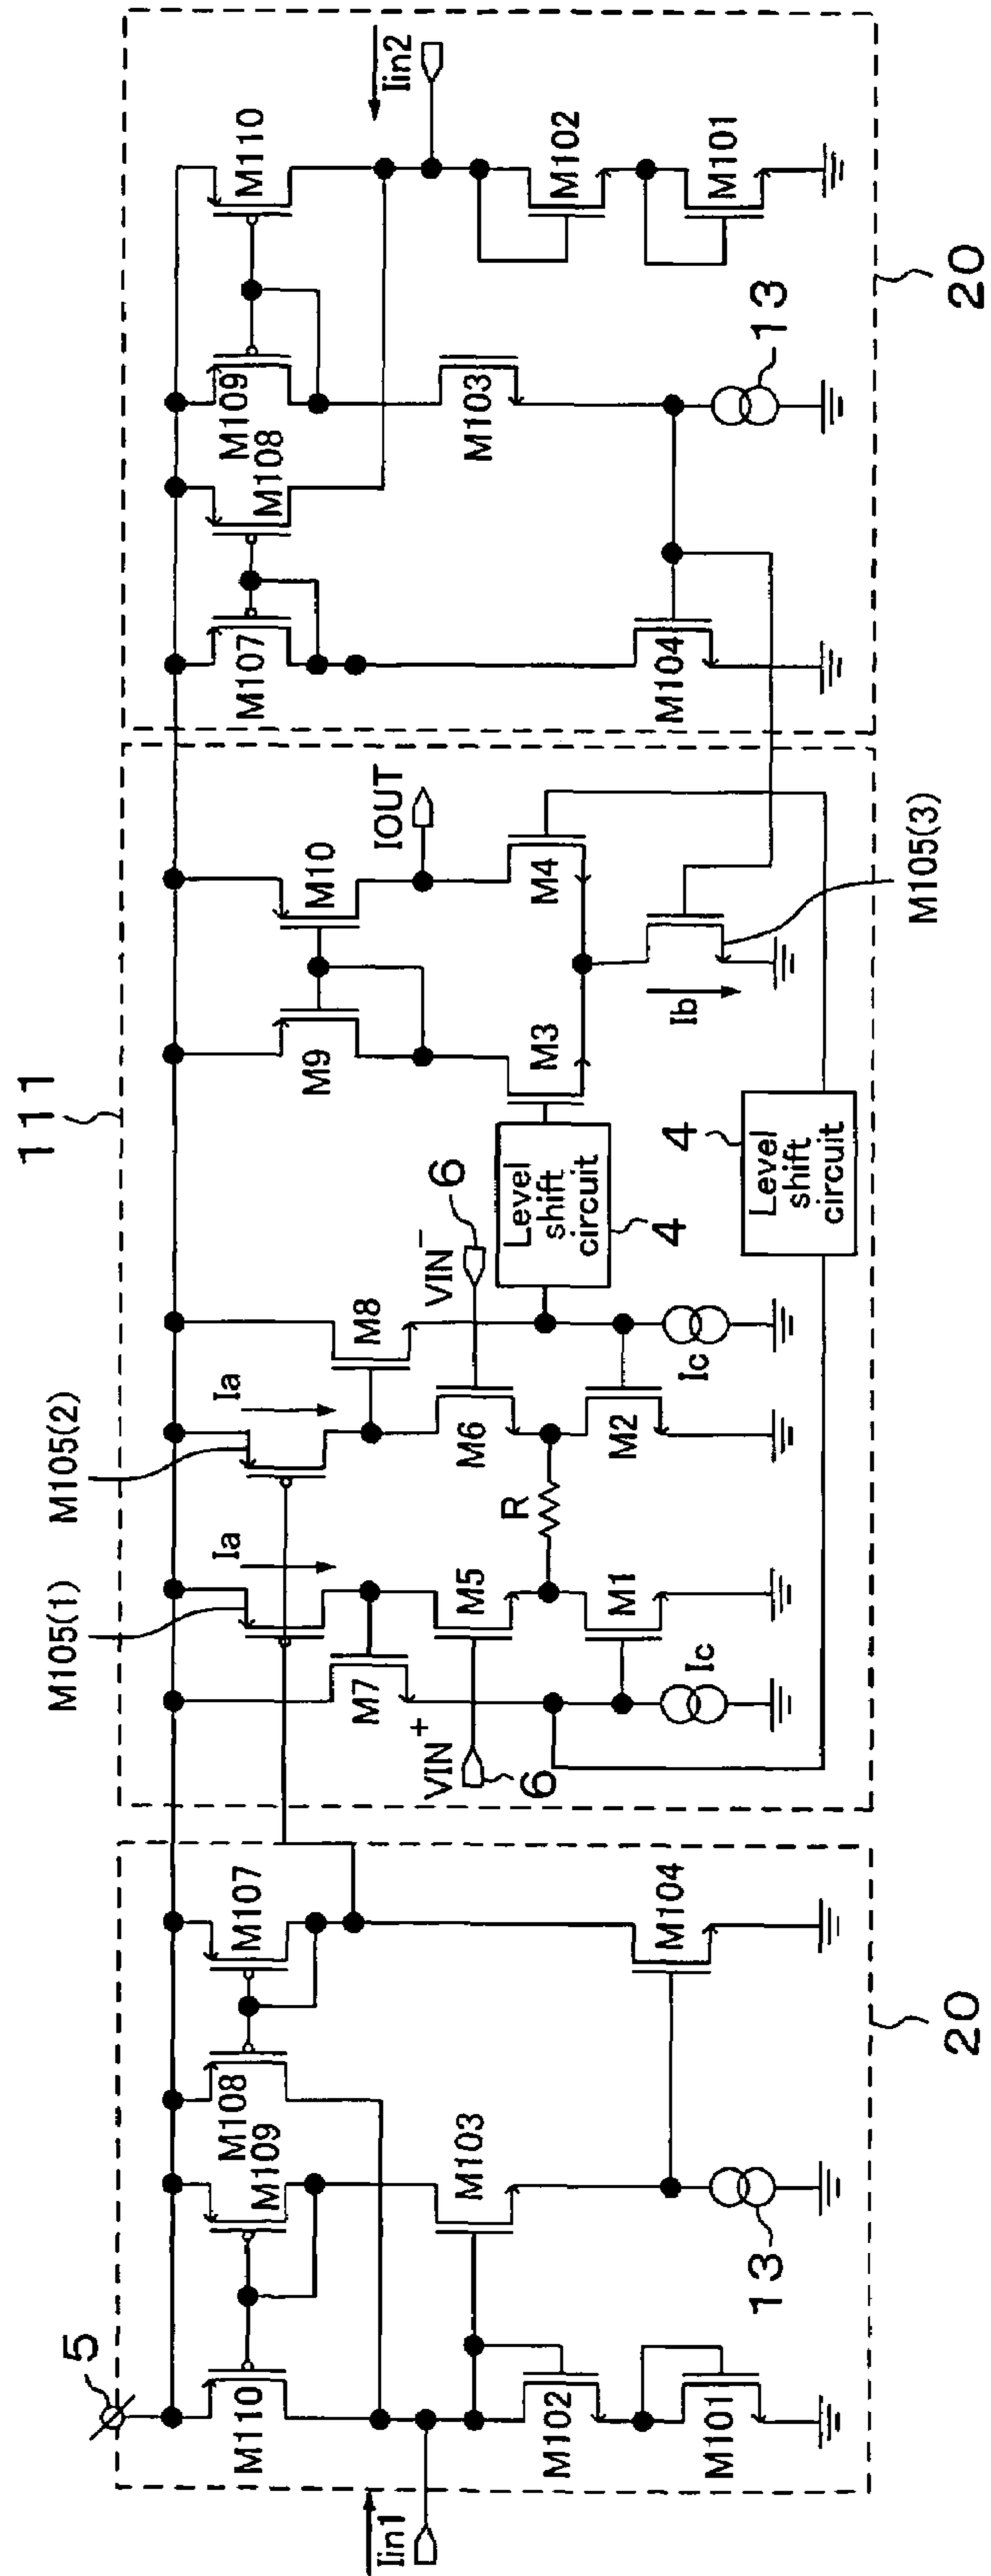 111
5
M110
M109
M108
M107
M103
M102
M101
M104
Iin1
13
20
M105(1)
M105(2)
Ia
Ia
M7
M8
M5
M6
VIN+
6
VIN-
6
R
M1
M2
Ic
Ic
Level
shift
circuit
4
Level
shift
circuit
4
M9
M10
IOUT
M3
M4
Ib
M105(3)
M107
M108
M109
M110
Iin2
M103
M102
M101
M104
13
20